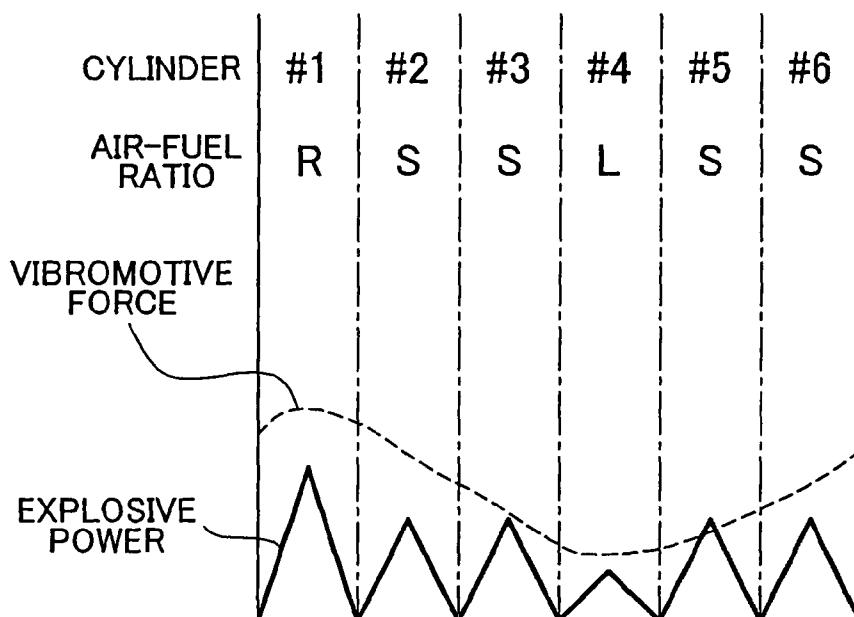 CYLINDER #1 #2 #3 #4 #5 #6
AIR-FUEL
RATIO R S S L S S
VIBROMOTIVE
FORCE
EXPLOSIVE
POWER